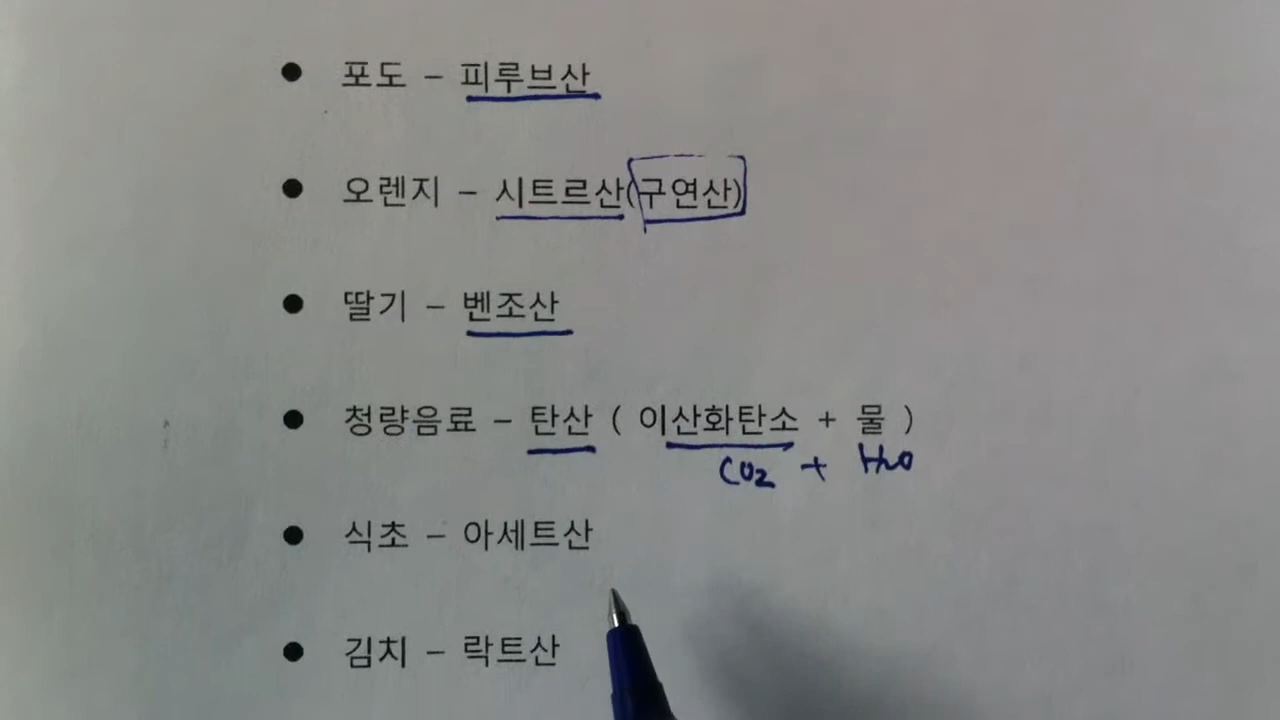 ● 포도 – 피루브산
● 오렌지 – 시트르산(구연산)
● 딸기 – 벤조산
● 청량음료 – 탄산 ( 이산화탄소 + 물 )
CO2 + H2O
● 식초 – 아세트산
● 김치 – 락트산